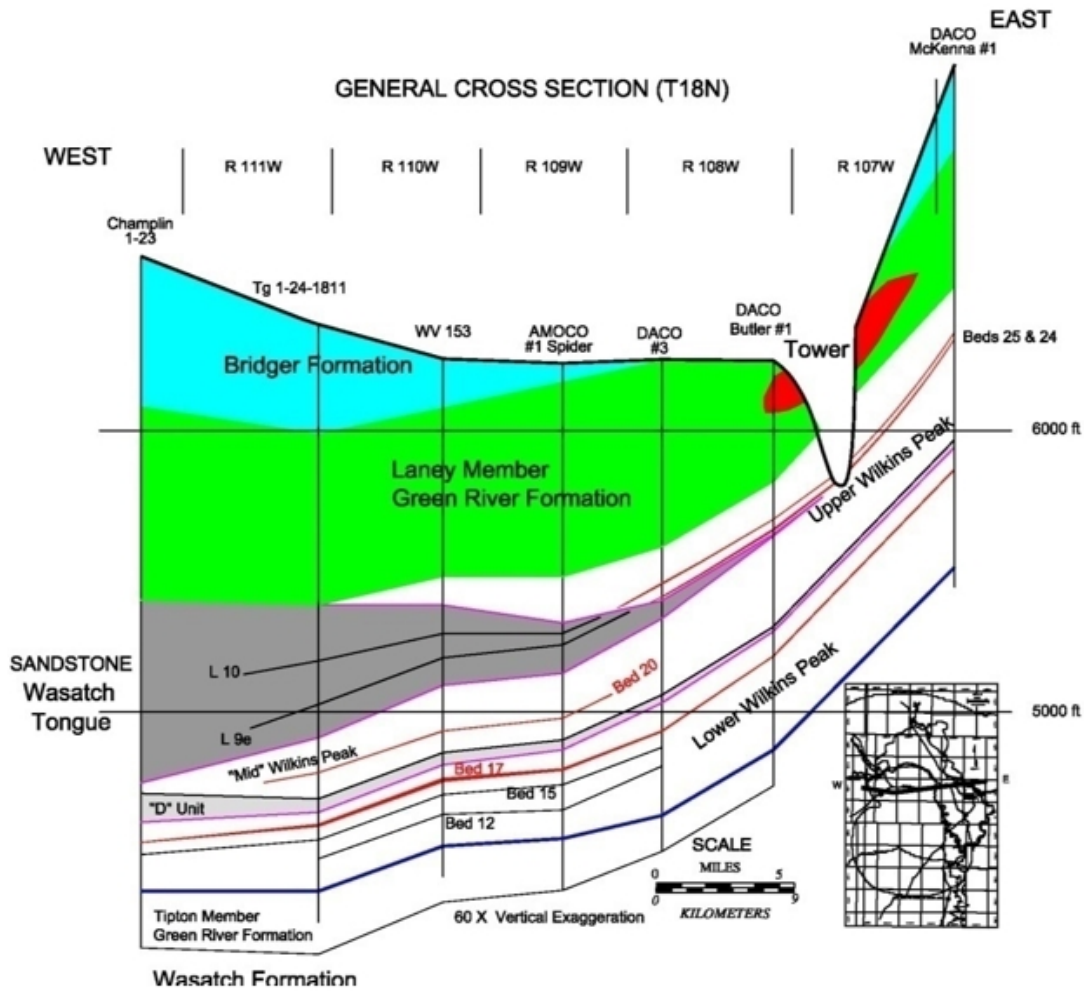 EAST
DACO
McKenna #1
GENERAL CROSS SECTION (T18N)
WEST
R 111W
R 110W
R 109W
R 108W
R 107W
Champlin
1-23
Tg 1-24-1811
WV 153
AMOCO
#1 Spider
DACO
#3
DACO
Butler #1
Tower
Bridger Formation
Beds 25 & 24
6000 ft
Laney Member
Green River Formation
Upper Wilkins Peak
SANDSTONE
Wasatch
Tongue
L 10
L 9e
Bed 20
"Mid" Wilkins Peak
Lower Wilkins Peak
5000 ft
Bed 17
"D" Unit
Bed 15
Bed 12
SCALE
MILES
0 5
0 9
KILOMETERS
W
E
Tipton Member
Green River Formation
60 X Vertical Exaggeration
Wasatch Formation